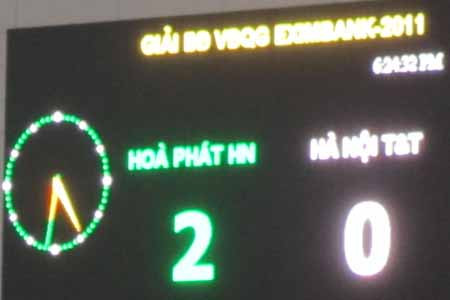 GIẢI BĐ VĐQG EXIMBANK-2011
6:24:32 PM
HOÀ PHÁT HN
HÀ NỘI T&T
2
0